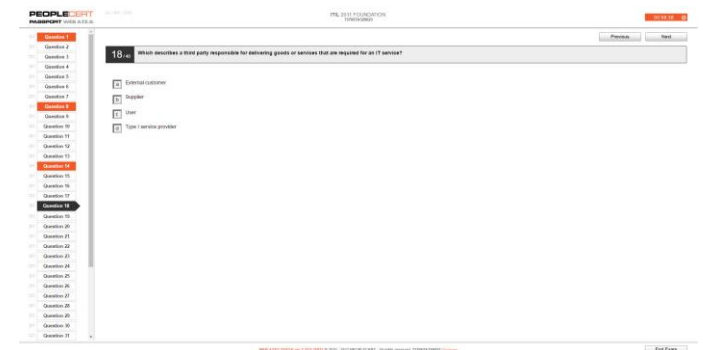 PEOPLECERT
PASSPORT
ITIL 2011 FOUNDATION
Previous
Next
Question 1
Question 2
Question 3
Question 4
Question 5
Question 6
Question 7
Question 8
Question 9
Question 10
Question 11
Question 12
Question 13
Question 14
Question 15
Question 16
Question 17
Question 18
Question 19
Question 20
Question 21
Question 22
Question 23
Question 24
Question 25
Question 26
Question 27
Question 28
Question 29
Question 30
Question 31
18/40 Which describes a third party responsible for delivering goods or services that are required for an IT service?
a External customer
b Supplier
c User
d Type I service provider
End Exam